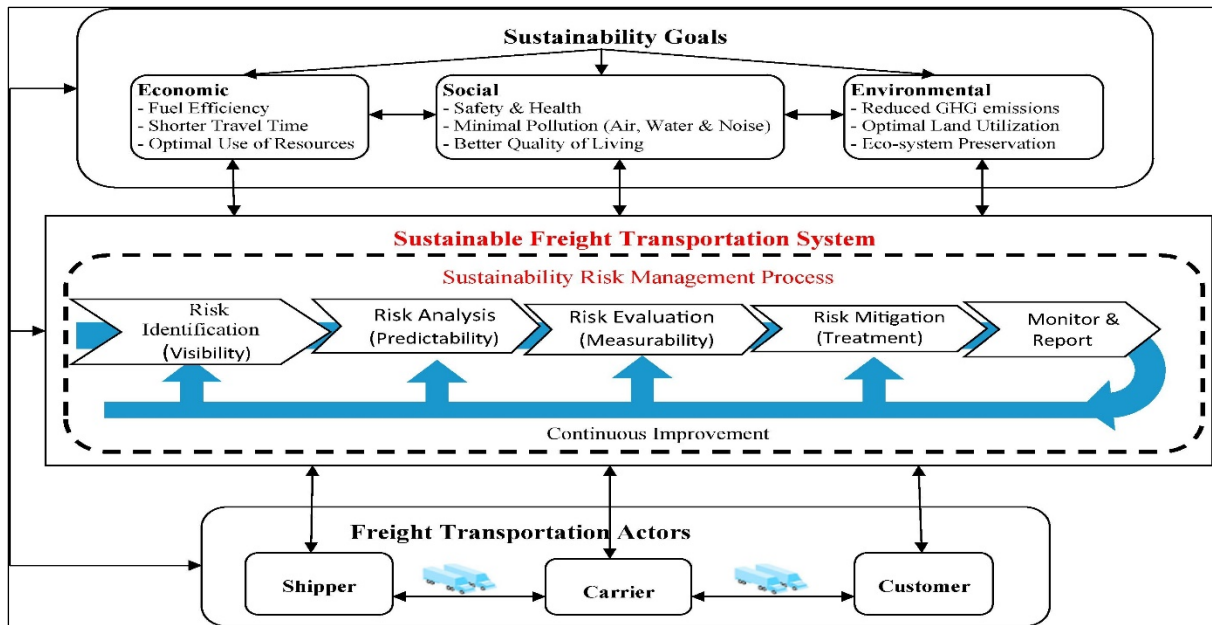 Sustainability Goals
Economic
- Fuel Efficiency
- Shorter Travel Time
- Optimal Use of Resources
Social
- Safety & Health
- Minimal Pollution (Air, Water & Noise)
- Better Quality of Living
Environmental
- Reduced GHG emissions
- Optimal Land Utilization
- Eco-system Preservation
Sustainable Freight Transportation System
Sustainability Risk Management Process
Risk
Identification
(Visibility)
Risk Analysis
(Predictability)
Risk Evaluation
(Measurability)
Risk Mitigation
(Treatment)
Monitor &
Report
Continuous Improvement
Freight Transportation Actors
Shipper
Carrier
Customer